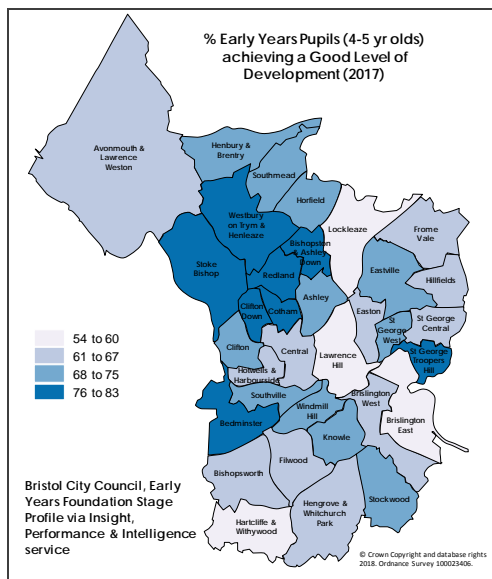 % Early Years Pupils (4-5 yr olds)
achieving a Good Level of
Development (2017)
Avonmouth &
Lawrence
Weston
Henbury &
Brentry
Southmead
Horfield
Lockleaze
Westbury
on Trym &
Henleaze
Bishopston
& Ashley
Down
Frome
Vale
Stoke
Bishop
Redland
Eastville
Hillfields
Clifton
Down
Cotham
Ashley
Easton
St
George
West
St George
Central
St George
Troopers
Hill
Clifton
Central
Lawrence
Hill
Hotwells &
Harbourside
Southville
Windmill
Hill
Brislington
West
Brislington
East
Bedminster
Knowle
Bishopsworth
Filwood
Stockwood
Hengrove &
Whitchurch
Park
Hartcliffe &
Withywood
54 to 60
61 to 67
68 to 75
76 to 83
Bristol City Council, Early
Years Foundation Stage
Profile via Insight,
Performance & Intelligence
service
© Crown Copyright and database rights
2018. Ordnance Survey 100023406.